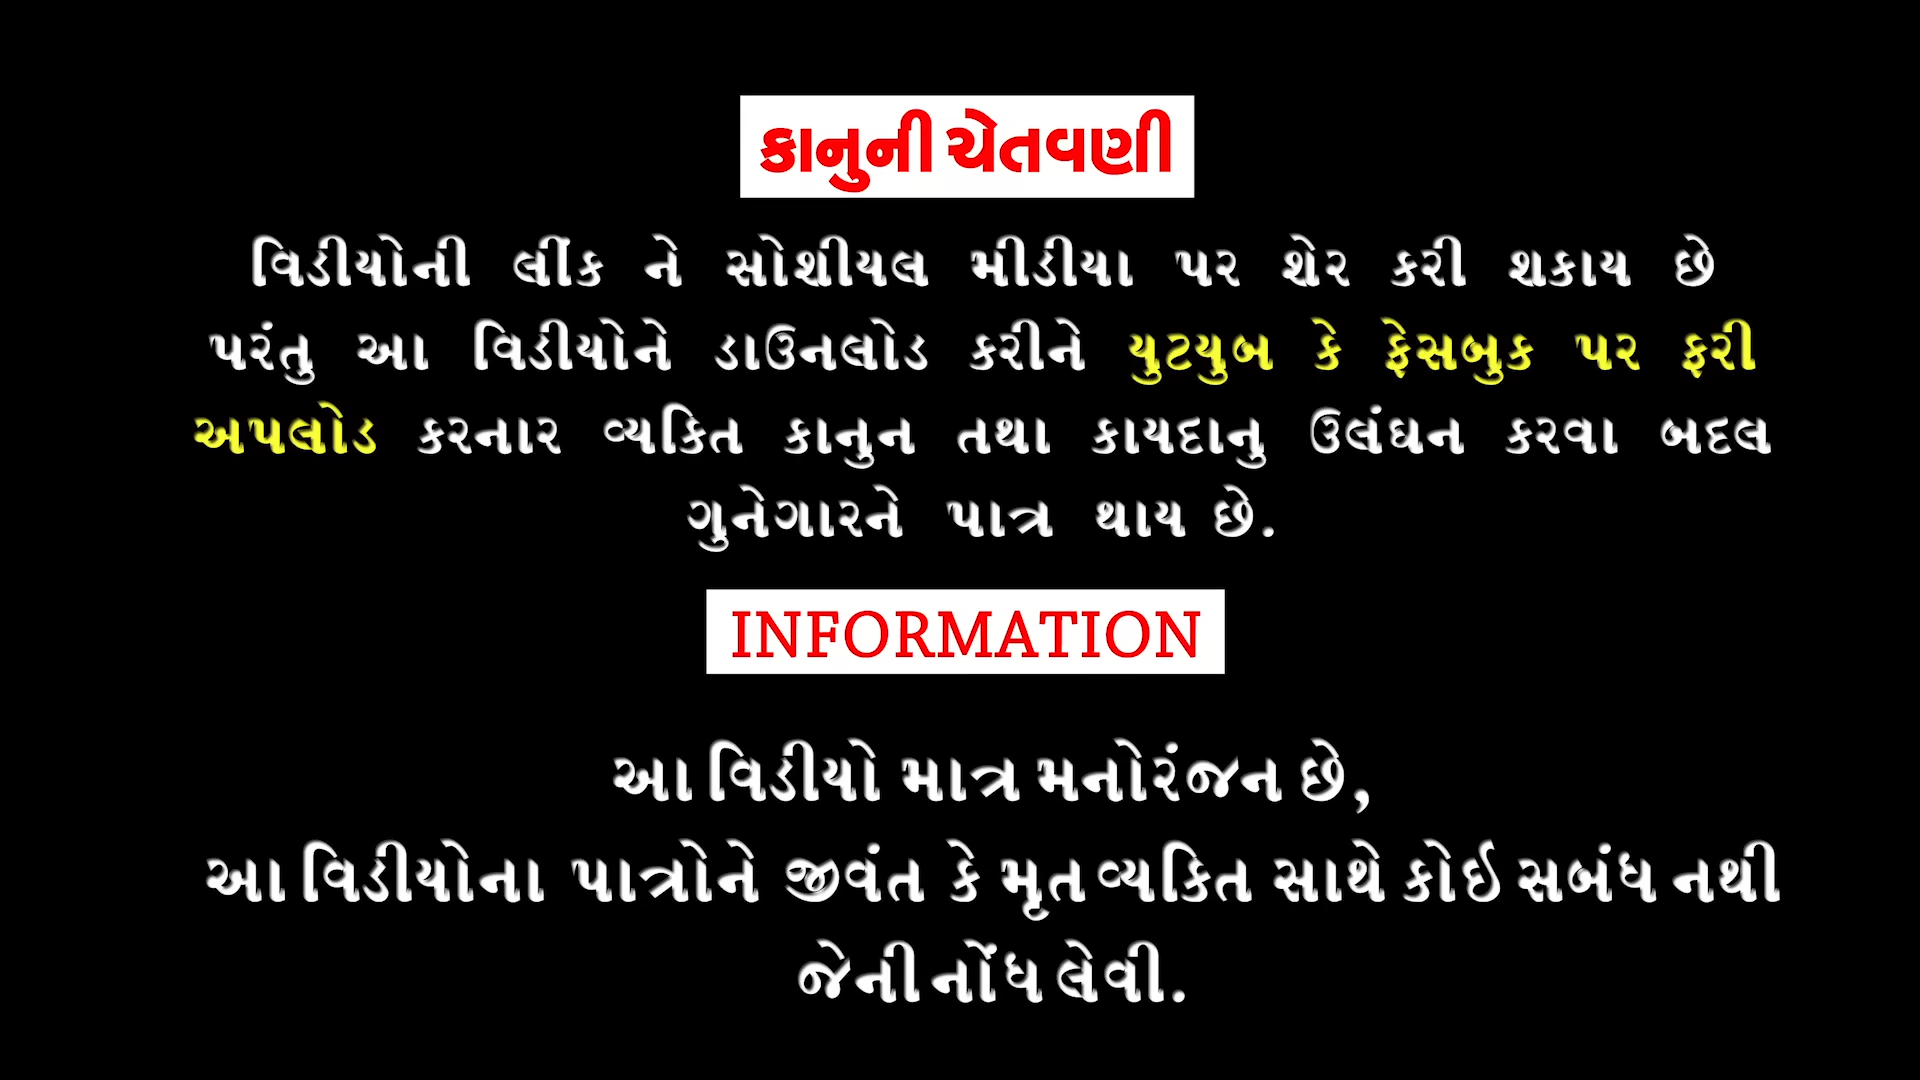 કાનુની ચેતવણી
વિડીયોની લીંક ને સોશીયલ મીડીયા પર શેર કરી શકાય છે
પરંતુ આ વિડીયોને ડાઉનલોડ કરીને યુટયુબ કે ફેસબુક પર ફરી
અપલોડ કરનાર વ્યકિત કાનુન તથા કાયદાનુ ઉલંઘન કરવા બદલ
ગુનેગારને પાત્ર થાય છે.
INFORMATION
આ વિડીયો માત્ર મનોરંજન છે,
આ વિડીયોના પાત્રોને જીવંત કે મૃત વ્યકિત સાથે કોઇ સબંધ નથી
જેની નોંધ લેવી.